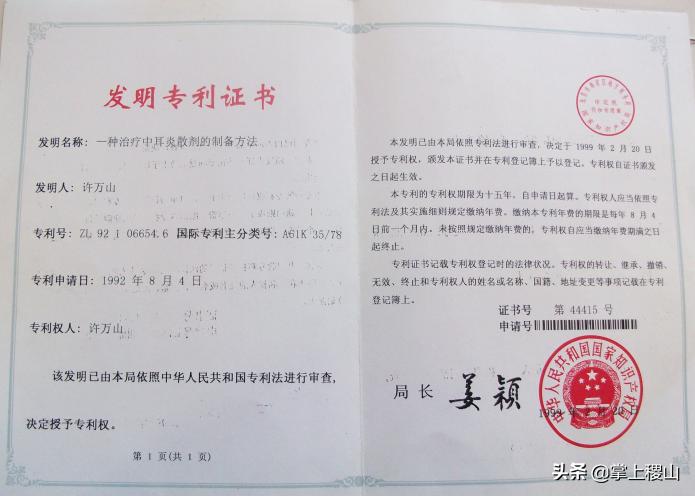 发明专利证书
发明名称：一种治疗中耳炎散剂的制备方法
发明人：许万山
专利号：ZL 92 1 06654.6 国际专利主分类号：A61K 35/78
专利申请日：1992 年 8 月 4 日
专利权人：许万山
该发明已由本局依照中华人民共和国专利法进行审查，
决定授予专利权。
第 1 页(共 1 页)
本发明已由本局依照专利法进行审查，决定于 1999 年 2 月 20 日
授予专利权，颁发本证书并在专利登记簿上予以登记。专利权自证书颁发
之日起生效。
本专利的专利权期限为十五年，自申请日起算。专利权人应当依照专
利法及其实施细则规定缴纳年费。缴纳本专利年费的期限是每年 8 月 4
日前一个月内。未按照规定缴纳年费的，专利权自应当缴纳年费期满之日
起终止。
专利证书记载专利权登记时的法律状况。专利权的转让、继承、撤销、
无效、终止和专利权人的姓名或名称、国籍、地址变更等事项记载在专利
登记簿上。
证书号 第 44415 号
申请号
局长 姜颖
中华人民共和国国家知识产权局
1999 年 2 月 20 日
头条 @掌上稷山